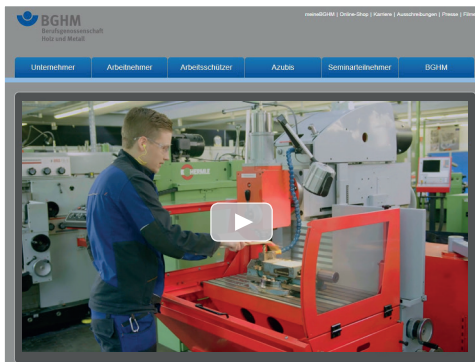 meineBGHM | Online-Shop | Karriere | Ausschreibungen | Presse | Filme
BGHM
Berufsgenossenschaft
Holz und Metall
Unternehmer
Arbeitnehmer
Arbeitsschützer
Azubis
Seminarteilnehmer
BGHM